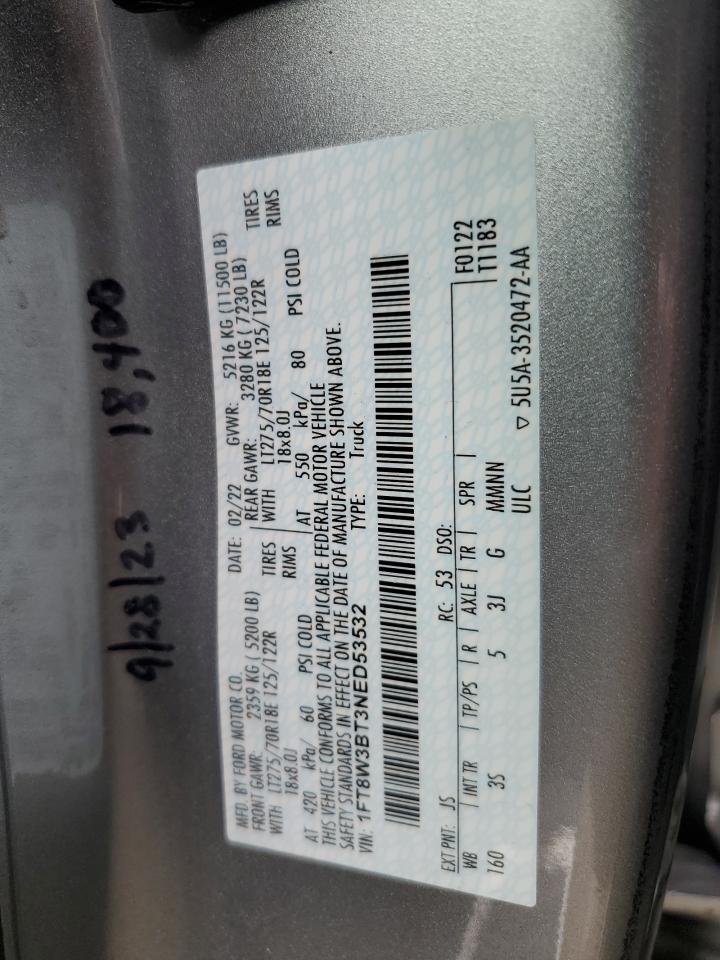 9/28/23 18,400
MFD. BY FORD MOTOR CO.
DATE: 02/22 GVWR: 5216 KG (11500 LB)
FRONT GAWR: 2359 KG ( 5200 LB)
REAR GAWR: 3280 KG ( 7230 LB)
WITH LT275/70R18E 125/122R TIRES
WITH LT275/70R18E 125/122R TIRES
18x8.0J RIMS
18x8.0J RIMS
AT 420 kPa/ 60 PSI COLD
AT 550 kPa/ 80 PSI COLD
THIS VEHICLE CONFORMS TO ALL APPLICABLE FEDERAL MOTOR VEHICLE
SAFETY STANDARDS IN EFFECT ON THE DATE OF MANUFACTURE SHOWN ABOVE.
VIN: 1FT8W3BT3NED53532 TYPE: Truck
EXT PNT: JS RC: 53 DSO: F0122
WB INT TR TP/PS R AXLE TR SPR T1183
160 3S 5 3J G MMNNN
ULC ▽ 5U5A-3520472-AA